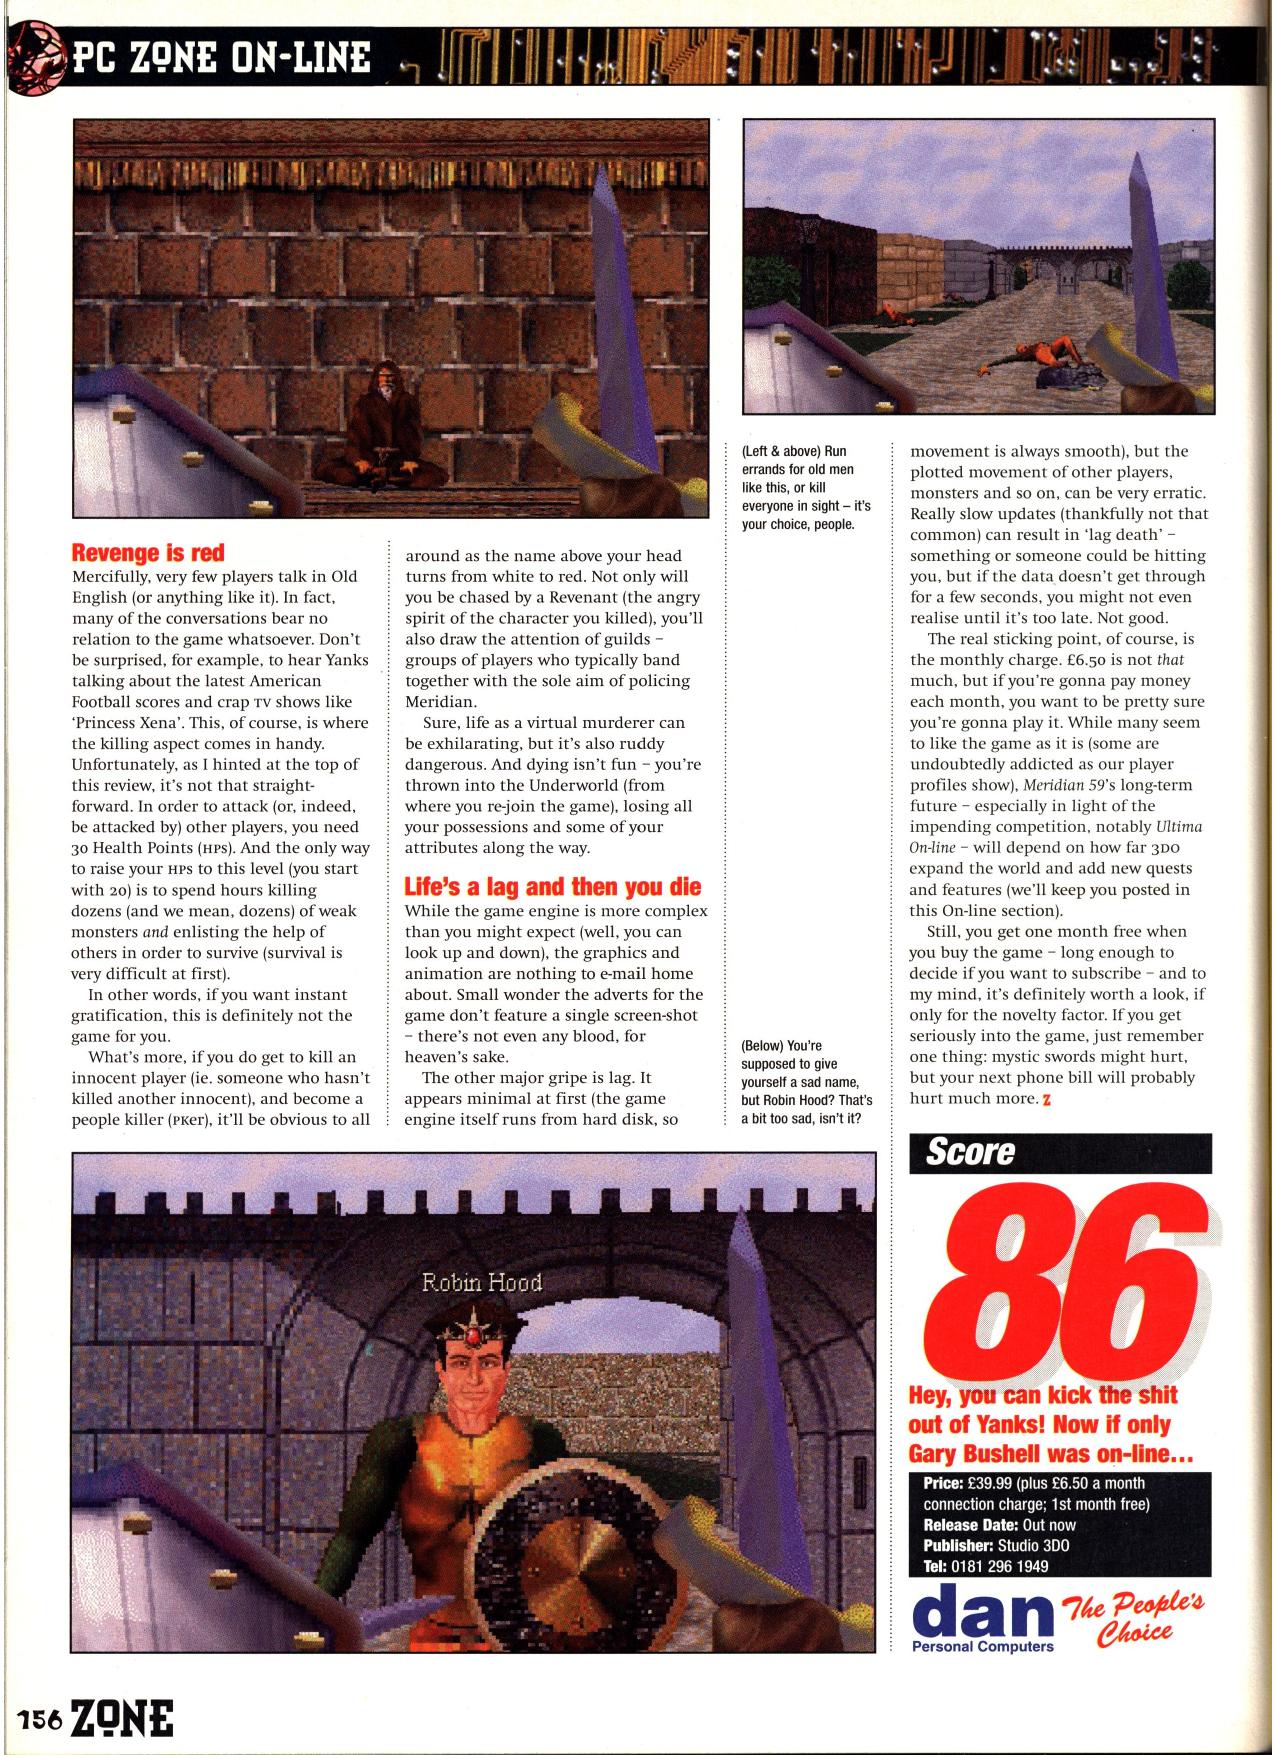 PC ZONE ON-LINE
(Left & above) Run
errands for old men
like this, or kill
everyone in sight – it's
your choice, people.
Revenge is red
Mercifully, very few players talk in Old
English (or anything like it). In fact,
many of the conversations bear no
relation to the game whatsoever. Don't
be surprised, for example, to hear Yanks
talking about the latest American
Football scores and crap TV shows like
'Princess Xena'. This, of course, is where
the killing aspect comes in handy.
Unfortunately, as I hinted at the top of
this review, it's not that straight-
forward. In order to attack (or, indeed,
be attacked by) other players, you need
30 Health Points (HPs). And the only way
to raise your HPs to this level (you start
with 20) is to spend hours killing
dozens (and we mean, dozens) of weak
monsters and enlisting the help of
others in order to survive (survival is
very difficult at first).
In other words, if you want instant
gratification, this is definitely not the
game for you.
What's more, if you do get to kill an
innocent player (ie. someone who hasn't
killed another innocent), and become a
people killer (PKer), it'll be obvious to all
around as the name above your head
turns from white to red. Not only will
you be chased by a Revenant (the angry
spirit of the character you killed), you'll
also draw the attention of guilds –
groups of players who typically band
together with the sole aim of policing
Meridian.
Sure, life as a virtual murderer can
be exhilarating, but it's also ruddy
dangerous. And dying isn't fun – you're
thrown into the Underworld (from
where you re-join the game), losing all
your possessions and some of your
attributes along the way.
Life's a lag and then you die
While the game engine is more complex
than you might expect (well, you can
look up and down), the graphics and
animation are nothing to e-mail home
about. Small wonder the adverts for the
game don't feature a single screen-shot
– there's not even any blood, for
heaven's sake.
The other major gripe is lag. It
appears minimal at first (the game
engine itself runs from hard disk, so
movement is always smooth), but the
plotted movement of other players,
monsters and so on, can be very erratic.
Really slow updates (thankfully not that
common) can result in 'lag death' –
something or someone could be hitting
you, but if the data doesn't get through
for a few seconds, you might not even
realise until it's too late. Not good.
The real sticking point, of course, is
the monthly charge. £6.50 is not that
much, but if you're gonna pay money
each month, you want to be pretty sure
you're gonna play it. While many seem
to like the game as it is (some are
undoubtedly addicted as our player
profiles show), Meridian 59's long-term
future – especially in light of the
impending competition, notably Ultima
On-line – will depend on how far 3DO
expand the world and add new quests
and features (we'll keep you posted in
this On-line section).
Still, you get one month free when
you buy the game – long enough to
decide if you want to subscribe – and to
my mind, it's definitely worth a look, if
only for the novelty factor. If you get
seriously into the game, just remember
one thing: mystic swords might hurt,
but your next phone bill will probably
hurt much more. Z
(Below) You're
supposed to give
yourself a sad name,
but Robin Hood? That's
a bit too sad, isn't it?
Robin Hood
Score
86
Hey, you can kick the shit
out of Yanks! Now if only
Gary Bushell was on-line...
Price: £39.99 (plus £6.50 a month
connection charge; 1st month free)
Release Date: Out now
Publisher: Studio 3DO
Tel: 0181 296 1949
dan
Personal Computers
The People's
Choice
156 ZONE